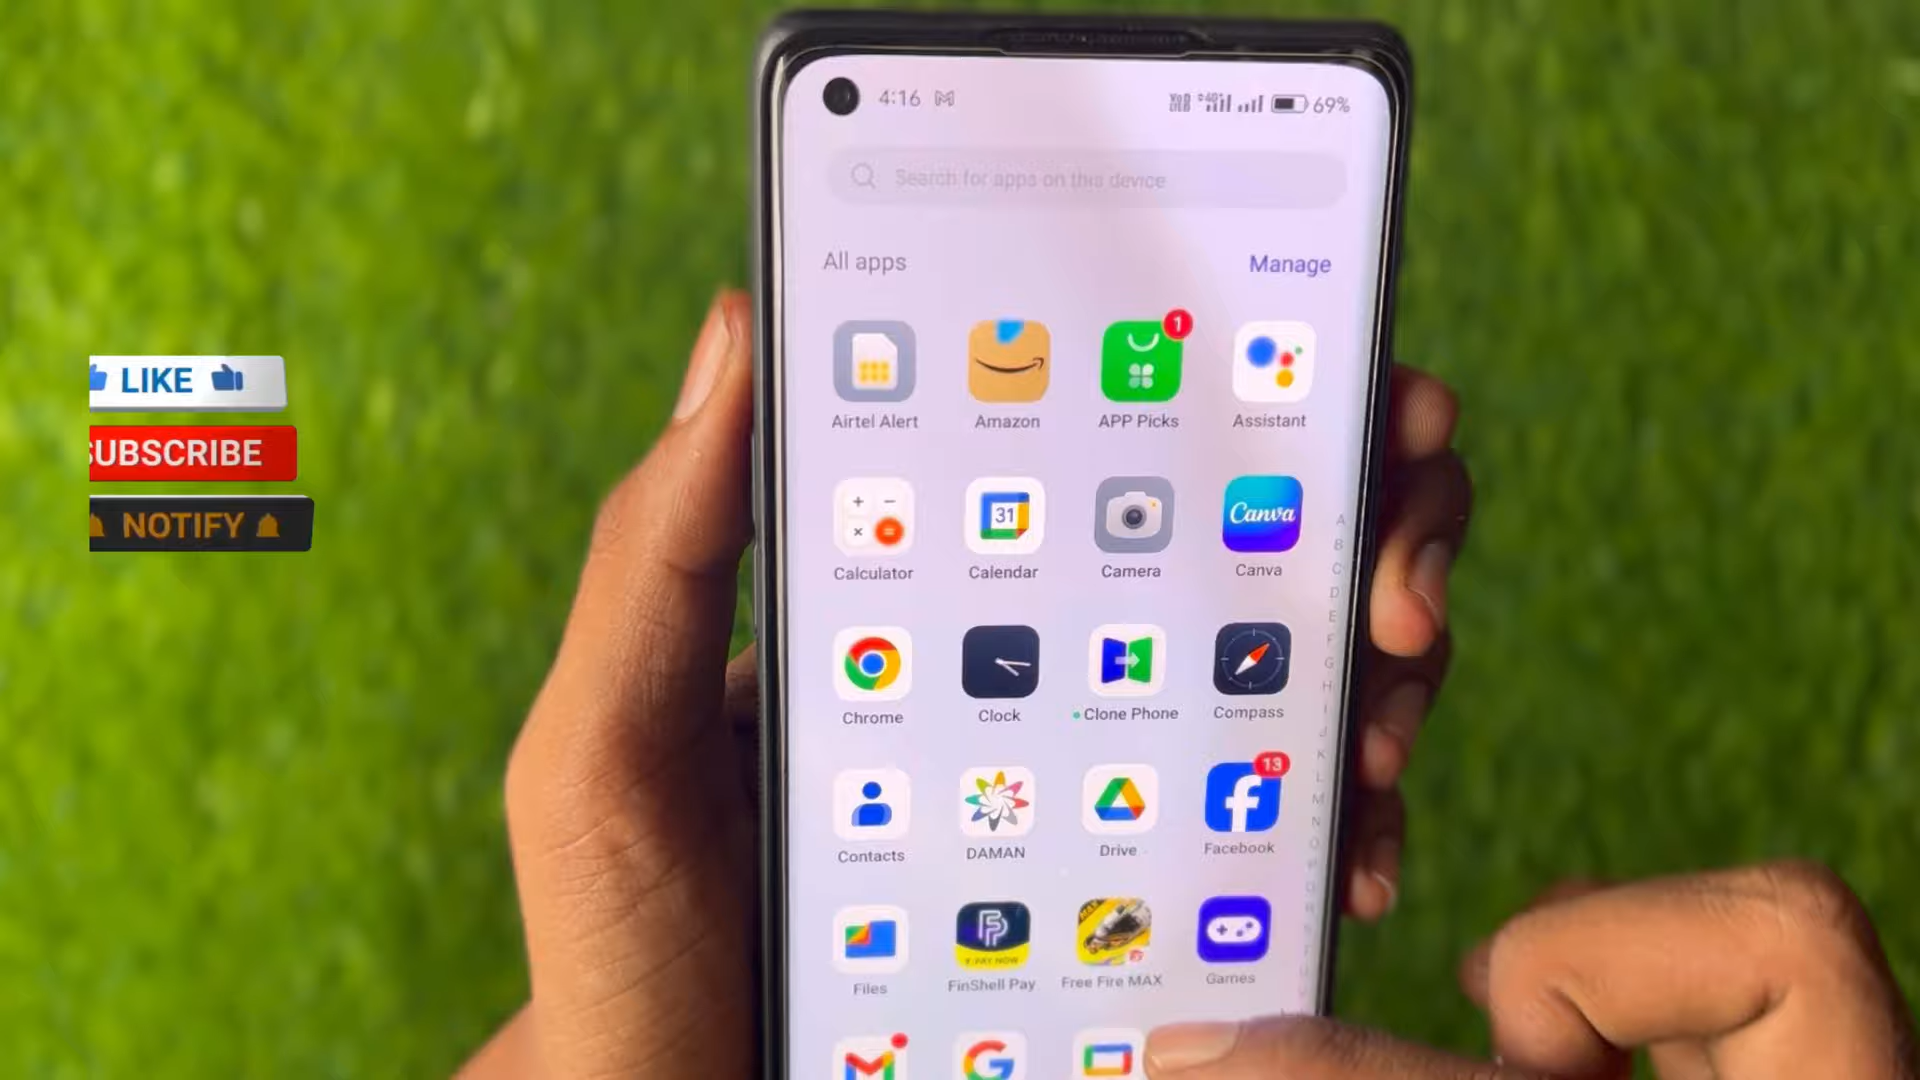 4:16
69%
Search for apps on this device
All apps
Manage
1
Airtel Alert
Amazon
APP Picks
Assistant
31
Canva
Calculator
Calendar
Camera
Canva
Chrome
Clock
Clone Phone
Compass
13
Contacts
DAMAN
Drive
Facebook
MAX
Files
FinShell Pay
Free Fire MAX
Games
LIKE
SUBSCRIBE
NOTIFY
A
B
C
D
E
F
G
H
I
J
K
L
M
N
O
P